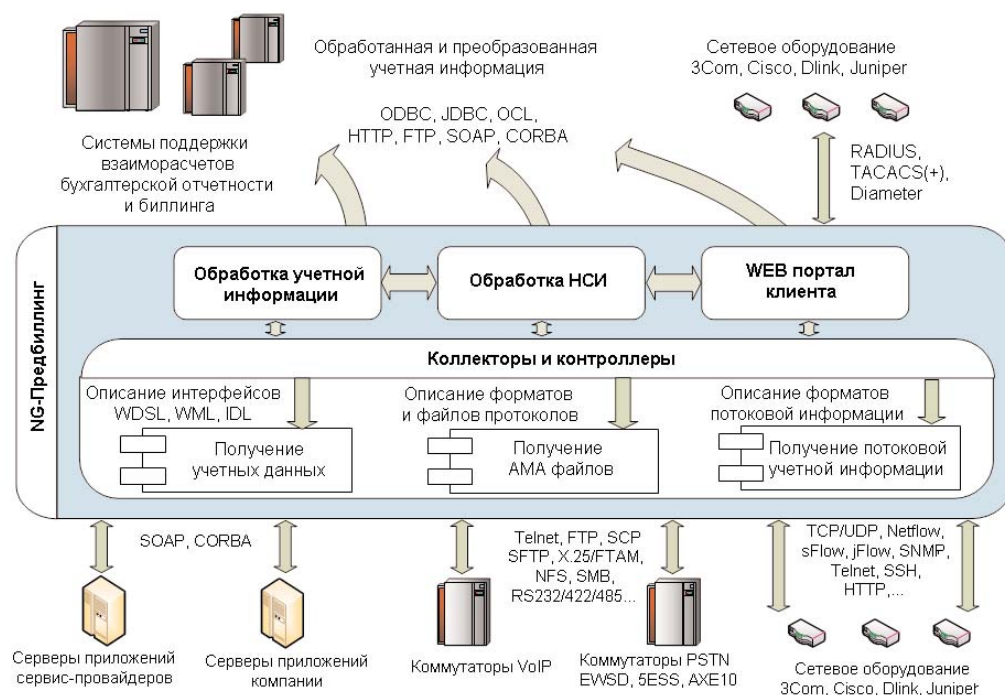 Обработанная и преобразованная
учетная информация
Сетевое оборудование
3Com, Cisco, Dlink, Juniper
ODBC, JDBC, OCL,
HTTP, FTP, SOAP, CORBA
Системы поддержки
взаиморасчетов
бухгалтерской отчетности
и биллинга
RADIUS,
TACACS(+),
Diameter
NG-Предбиллинг
Обработка учетной
информации
Обработка НСИ
WEB портал
клиента
Коллекторы и контроллеры
Описание интерфейсов
WDSL, WML, IDL
Получение
учетных данных
Описание форматов
и файлов протоколов
Получение
AMA файлов
Описание форматов
потоковой информации
Получение потоковой
учетной информации
SOAP, CORBA
Telnet, FTP, SCP
SFTP, X.25/FTAM,
NFS, SMB,
RS232/422/485...
TCP/UDP, Netflow,
sFlow, jFlow, SNMP,
Telnet, SSH,
HTTP,...
Серверы приложений
сервис-провайдеров
Серверы приложений
компании
Коммутаторы VoIP
Коммутаторы PSTN
EWSD, 5ESS, AXE10
Сетевое оборудование
3Com, Cisco, Dlink, Juniper